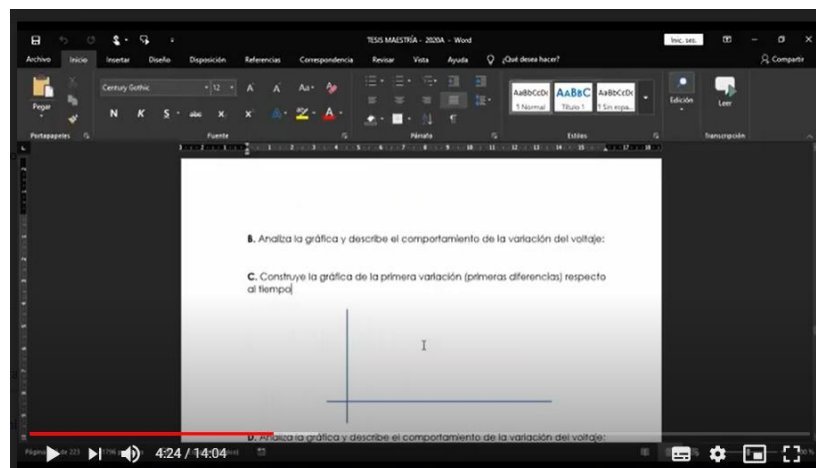 TESIS MAESTRÍA - 2020A - Word
Inic. ses.
Archivo Inicio Insertar Diseño Disposición Referencias Correspondencia Revisar Vista Ayuda ¿Qué desea hacer? Compartir
Century Gothic 12 A A Aa A
Pegar
N K S abc x x A A
AaBbCcDc AABBC AaBbCcDc
1 Normal Título 1 1 Sin espa...
Edición
Leer
Portapapeles Fuente Párrafo Estilos Transcripción
B. Analiza la gráfica y describe el comportamiento de la variación del voltaje:
C. Construye la gráfica de la primera variación (primeras diferencias) respecto
al tiempo
D. Analiza la gráfica y describe el comportamiento de la variación del voltaje:
4:24 / 14:04